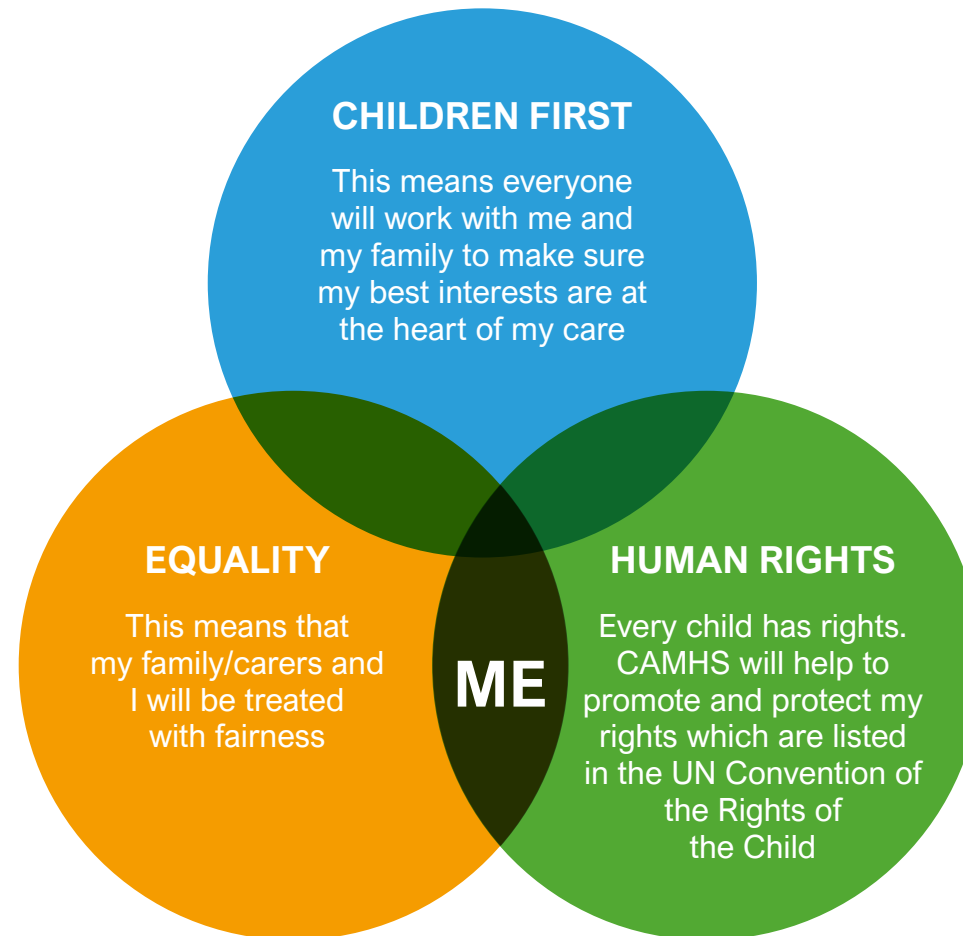 CHILDREN FIRST
This means everyone
will work with me and
my family to make sure
my best interests are at
the heart of my care
EQUALITY
This means that
my family/carers and
I will be treated
with fairness
ME
HUMAN RIGHTS
Every child has rights.
CAMHS will help to
promote and protect my
rights which are listed
in the UN Convention of
the Rights of
the Child